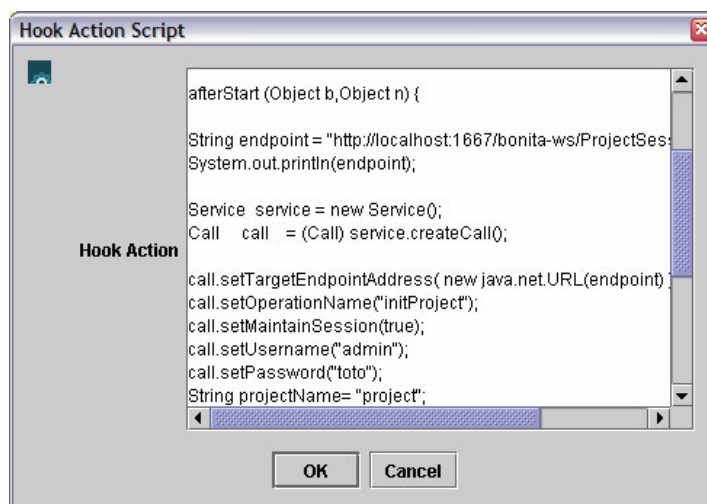 Hook Action Script
afterStart (Object b,Object n) {
String endpoint = "http://localhost:1667/bonita-ws/ProjectSes
System.out.println(endpoint);
Service service = new Service();
Call call = (Call) service.createCall();
Hook Action
call.setTargetEndpointAddress( new java.net.URL(endpoint) )
call.setOperationName("initProject");
call.setMaintainSession(true);
call.setUsername("admin");
call.setPassword("toto");
String projectName= "project";
OK Cancel